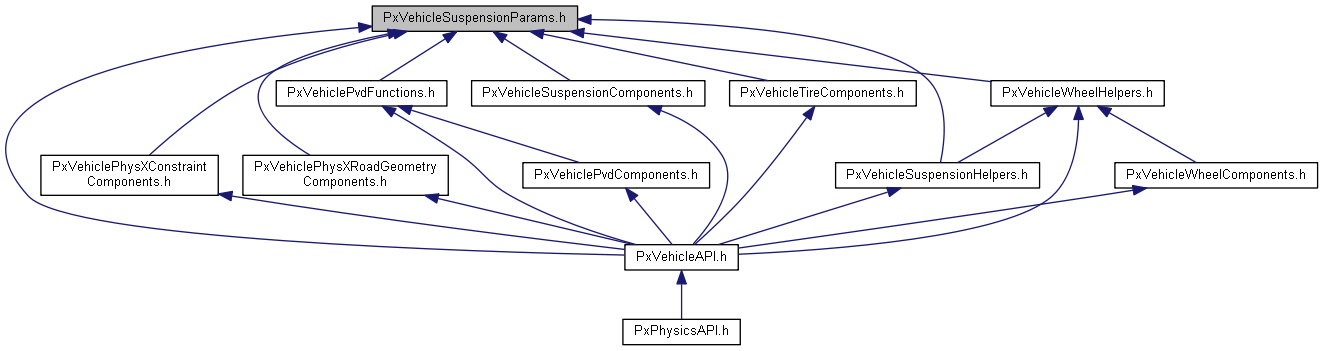 PxVehicleSuspensionParams.h
PxVehiclePvdFunctions.h
PxVehicleSuspensionComponents.h
PxVehicleTireComponents.h
PxVehicleWheelHelpers.h
PxVehiclePhysXConstraint
Components.h
PxVehiclePhysXRoadGeometry
Components.h
PxVehiclePvdComponents.h
PxVehicleSuspensionHelpers.h
PxVehicleWheelComponents.h
PxVehicleAPI.h
PxPhysicsAPI.h